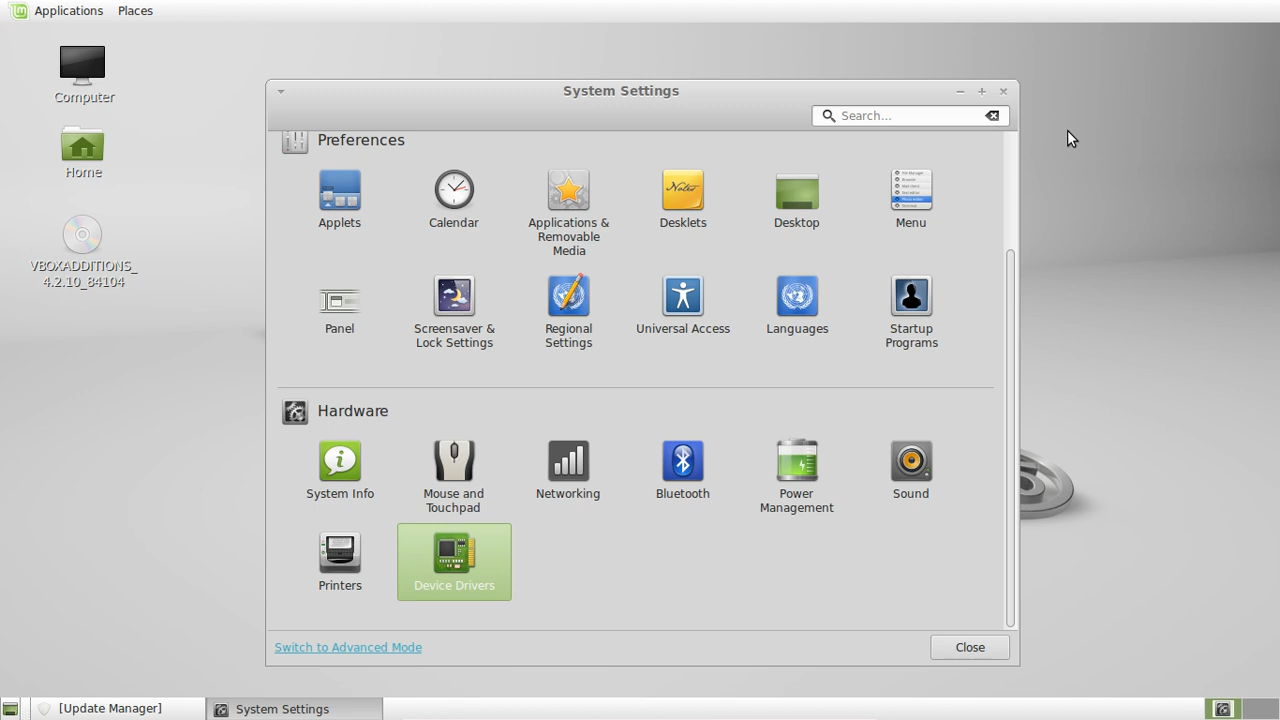 Applications Places
Computer
Home
VBOXADDITIONS_
4.2.10_84104
System Settings
Search...
Preferences
Applets
Calendar
Applications &
Removable
Media
Desklets
Notes
Desktop
Menu
Panel
Screensaver &
Lock Settings
Regional
Settings
Universal Access
Languages
Startup
Programs
Hardware
System Info
Mouse and
Touchpad
Networking
Bluetooth
Power
Management
Sound
Printers
Device Drivers
Switch to Advanced Mode
Close
[Update Manager]
System Settings